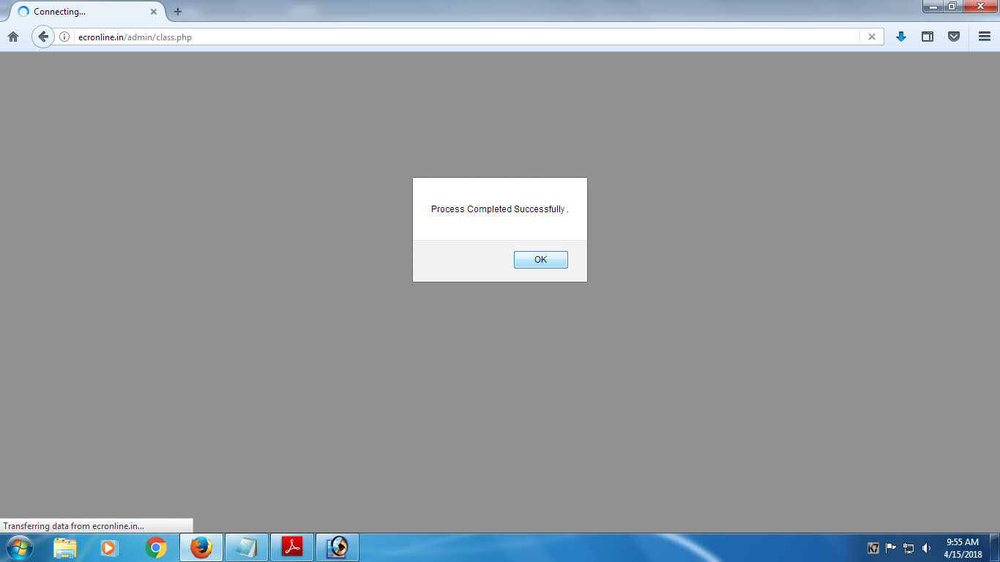 Connecting...
ecronline.in/admin/class.php
Process Completed Successfully .
OK
Transferring data from ecronline.in...
K7
9:55 AM
4/15/2018